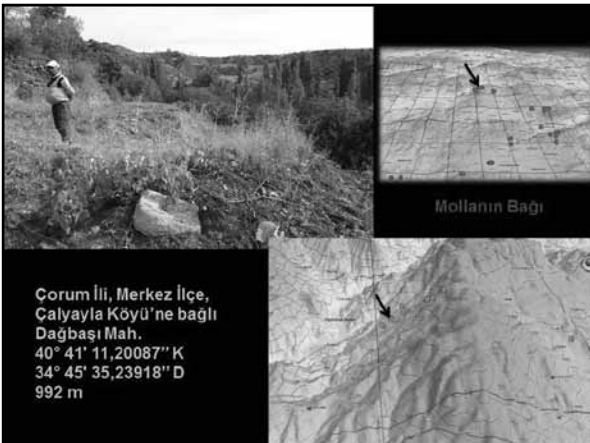 Mollanın Bağı
Çorum İli, Merkez İlçe,
Çalyayla Köyü'ne bağlı
Dağbaşı Mah.
40° 41' 11,20087'' K
34° 45' 35,23918'' D
992 m